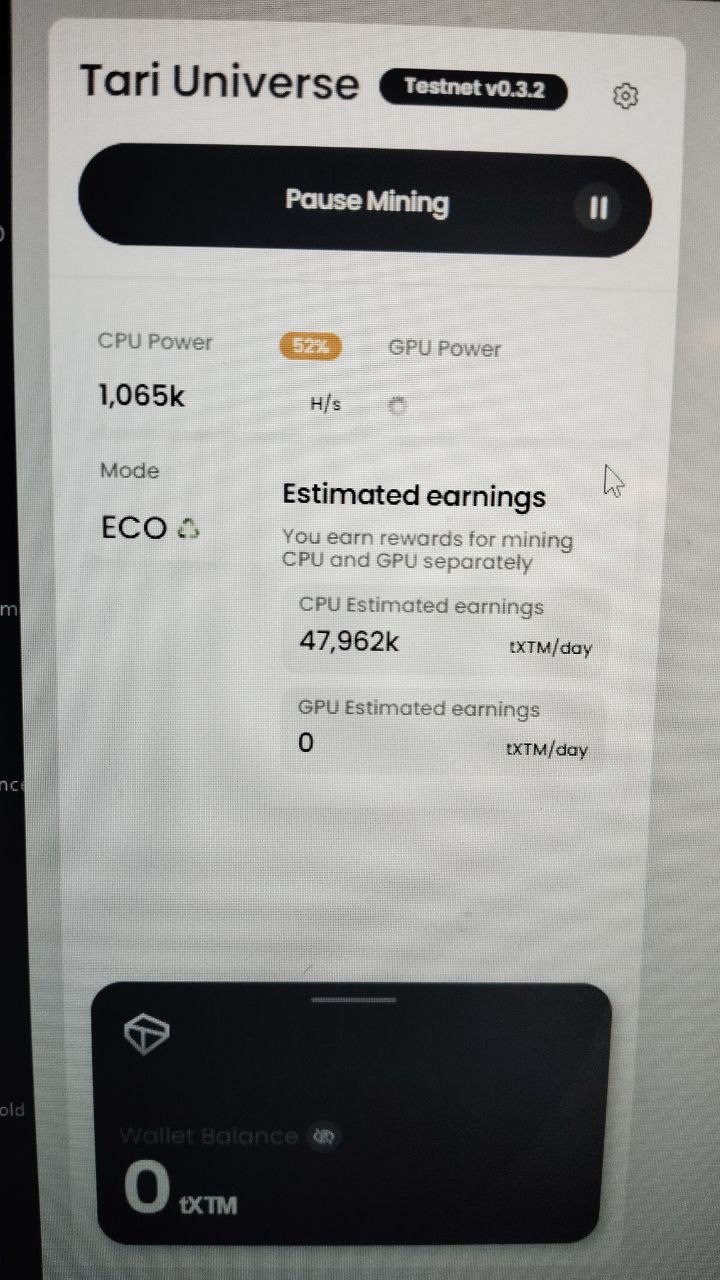 Tari Universe Testnet v0.3.2
Pause Mining
CPU Power 52% GPU Power
1,065k H/s
Mode
ECO
Estimated earnings
You earn rewards for mining
CPU and GPU separately
CPU Estimated earnings
47,962k tXTM/day
GPU Estimated earnings
0 tXTM/day
Wallet Balance
0 tXTM
old